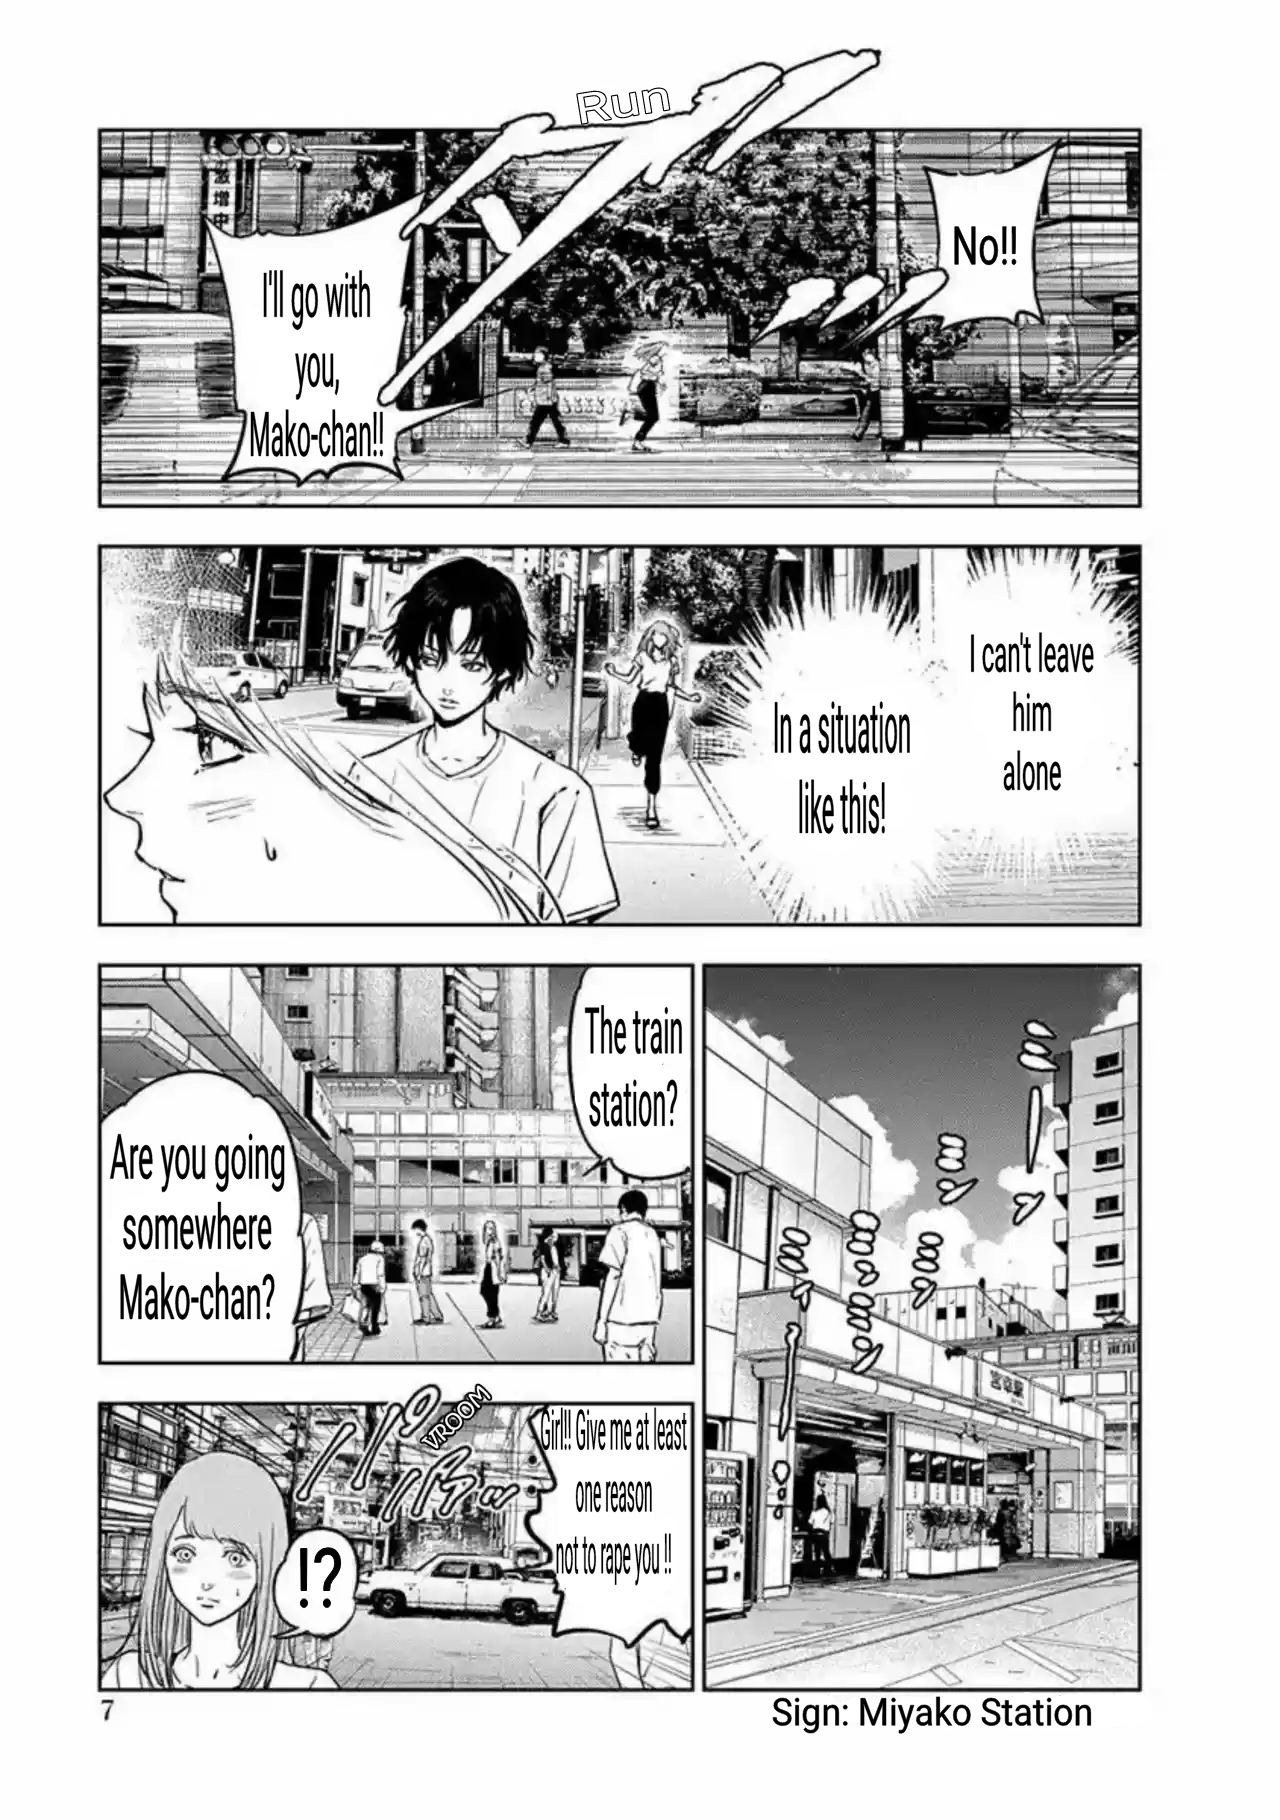 Run
No!!
I'll go with
you,
Mako-chan!!
増中
I can't leave
him
alone
In a situation
like this!
The train
station?
Are you going
somewhere
Mako-chan?
VROOM
Girl!! Give me at least
one reason
not to rape you !!
!?
7
Sign: Miyako Station